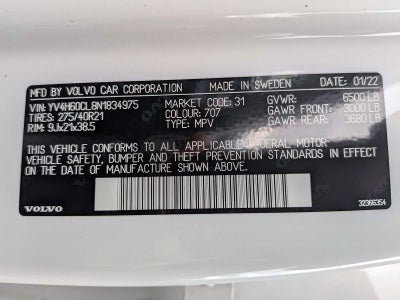 MFD BY VOLVO CAR CORPORATION MADE IN SWEDEN DATE: 01/22
VIN: YV4H60CL8N1834975 MARKET CODE: 31 GVWR: 6500 LB
TIRES: 275/40R21 COLOUR: 707 GAWR FRONT: 3000 LB
RIM: 9Jx21x38.5 TYPE: MPV GAWR REAR: 3680 LB
THIS VEHICLE CONFORMS TO ALL APPLICABLE FEDERAL MOTOR
VEHICLE SAFETY, BUMPER AND THEFT PREVENTION STANDARDS IN EFFECT
ON THE DATE OF MANUFACTURE SHOWN ABOVE.
VOLVO 32366354